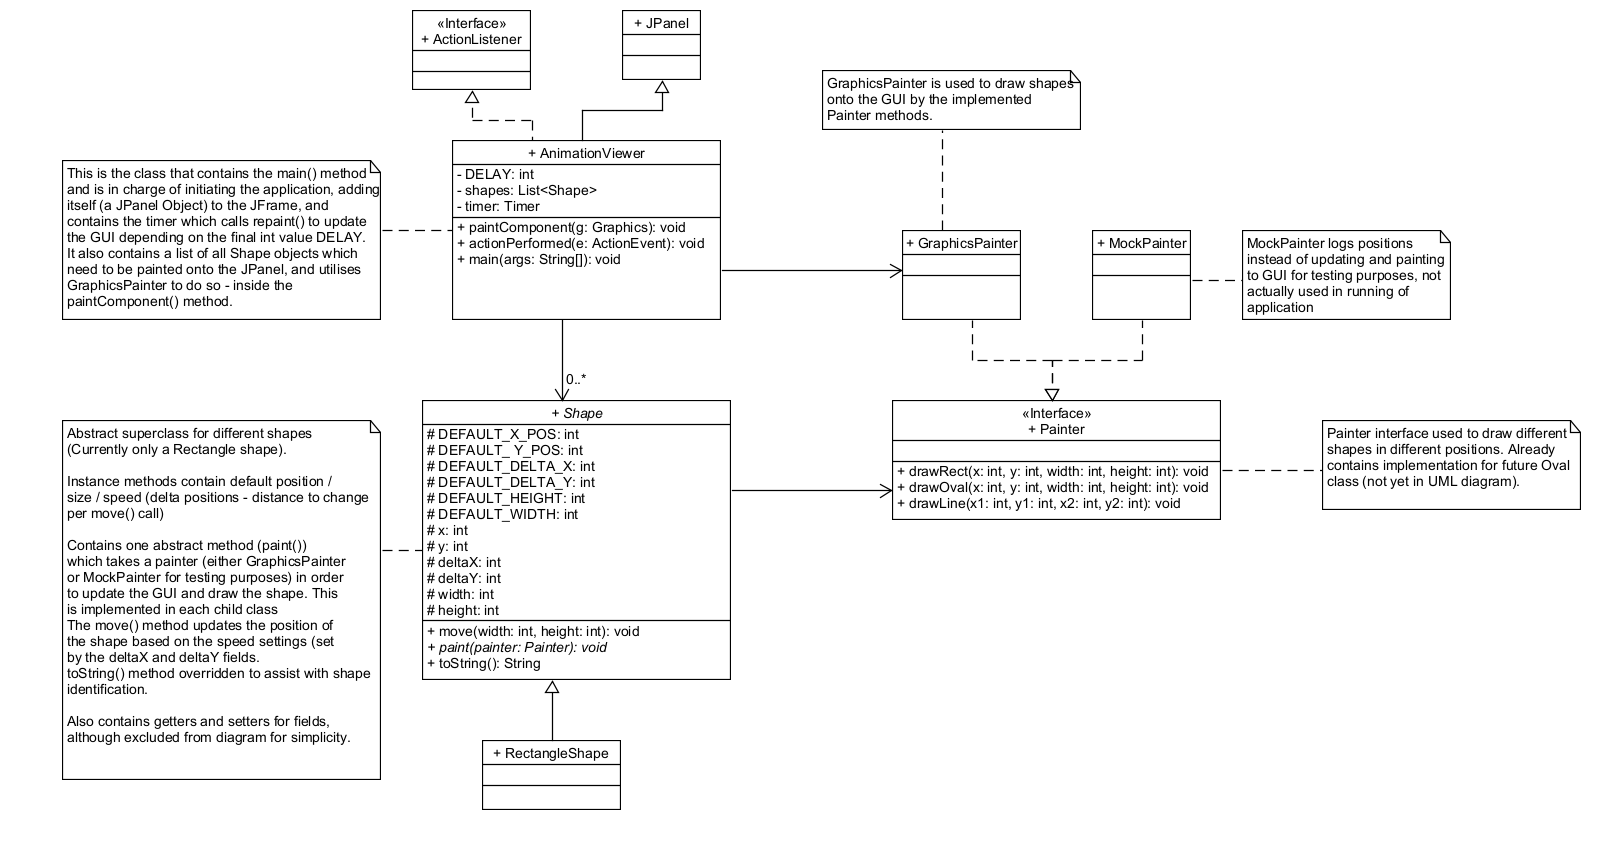 «Interface»
+ ActionListener
+ JPanel
GraphicsPainter is used to draw shapes
onto the GUI by the implemented
Painter methods.
This is the class that contains the main() method
and is in charge of initiating the application, adding
itself (a JPanel Object) to the JFrame, and
contains the timer which calls repaint() to update
the GUI depending on the final int value DELAY.
It also contains a list of all Shape objects which
need to be painted onto the JPanel, and utilises
GraphicsPainter to do so - inside the
paintComponent() method.
+ AnimationViewer
- DELAY: int
- shapes: List<Shape>
- timer: Timer
+ paintComponent(g: Graphics): void
+ actionPerformed(e: ActionEvent): void
+ main(args: String[]): void
+ GraphicsPainter
+ MockPainter
MockPainter logs positions
instead of updating and painting
to GUI for testing purposes, not
actually used in running of
application
0..*
Abstract superclass for different shapes
(Currently only a Rectangle shape).
Instance methods contain default position /
size / speed (delta positions - distance to change
per move() call)
Contains one abstract method (paint())
which takes a painter (either GraphicsPainter
or MockPainter for testing purposes) in order
to update the GUI and draw the shape. This
is implemented in each child class
The move() method updates the position of
the shape based on the speed settings (set
by the deltaX and deltaY fields.
toString() method overridden to assist with shape
identification.
Also contains getters and setters for fields,
although excluded from diagram for simplicity.
+ Shape
# DEFAULT_X_POS: int
# DEFAULT_ Y_POS: int
# DEFAULT_DELTA_X: int
# DEFAULT_DELTA_Y: int
# DEFAULT_HEIGHT: int
# DEFAULT_WIDTH: int
# x: int
# y: int
# deltaX: int
# deltaY: int
# width: int
# height: int
+ move(width: int, height: int): void
+ paint(painter: Painter): void
+ toString(): String
«Interface»
+ Painter
+ drawRect(x: int, y: int, width: int, height: int): void
+ drawOval(x: int, y: int, width: int, height: int): void
+ drawLine(x1: int, y1: int, x2: int, y2: int): void
Painter interface used to draw different
shapes in different positions. Already
contains implementation for future Oval
class (not yet in UML diagram).
+ RectangleShape